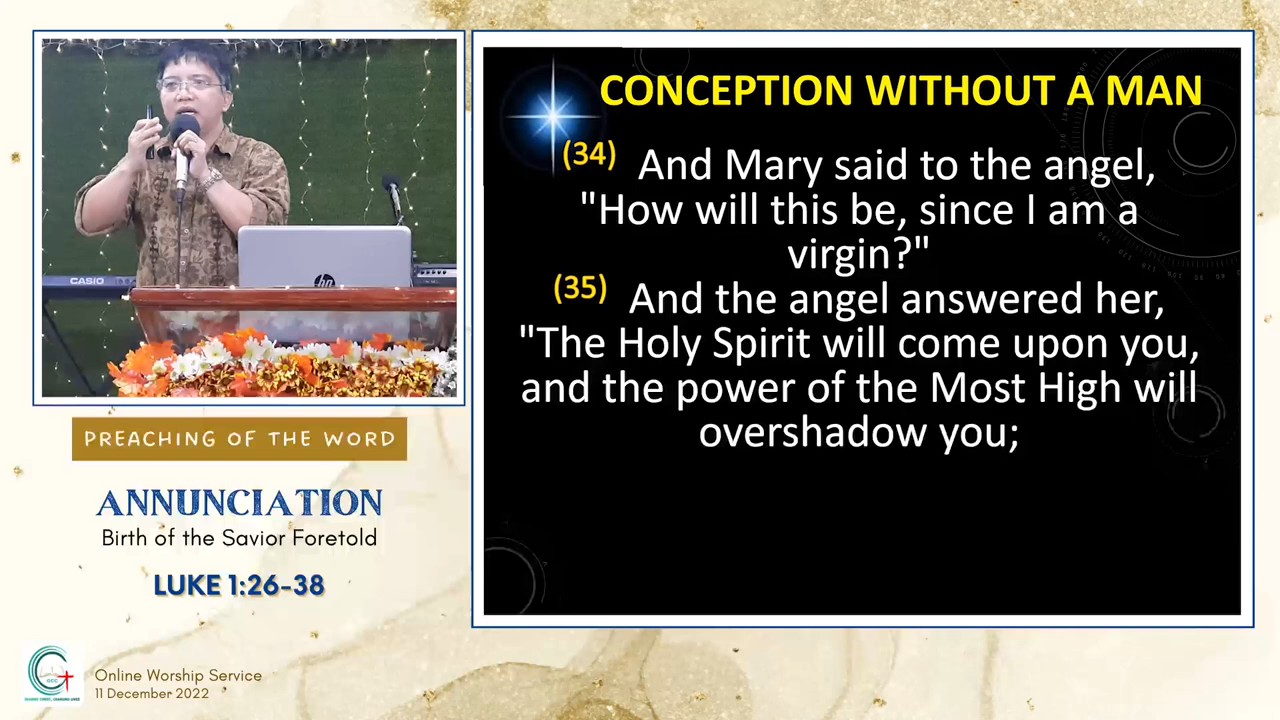 CASIO
hp
PREACHING OF THE WORD
ANNUNCIATION
Birth of the Savior Foretold
LUKE 1:26-38
GCC
Online Worship Service
11 December 2022
CONCEPTION WITHOUT A MAN
(34) And Mary said to the angel,
"How will this be, since I am a
virgin?"
(35) And the angel answered her,
"The Holy Spirit will come upon you,
and the power of the Most High will
overshadow you;